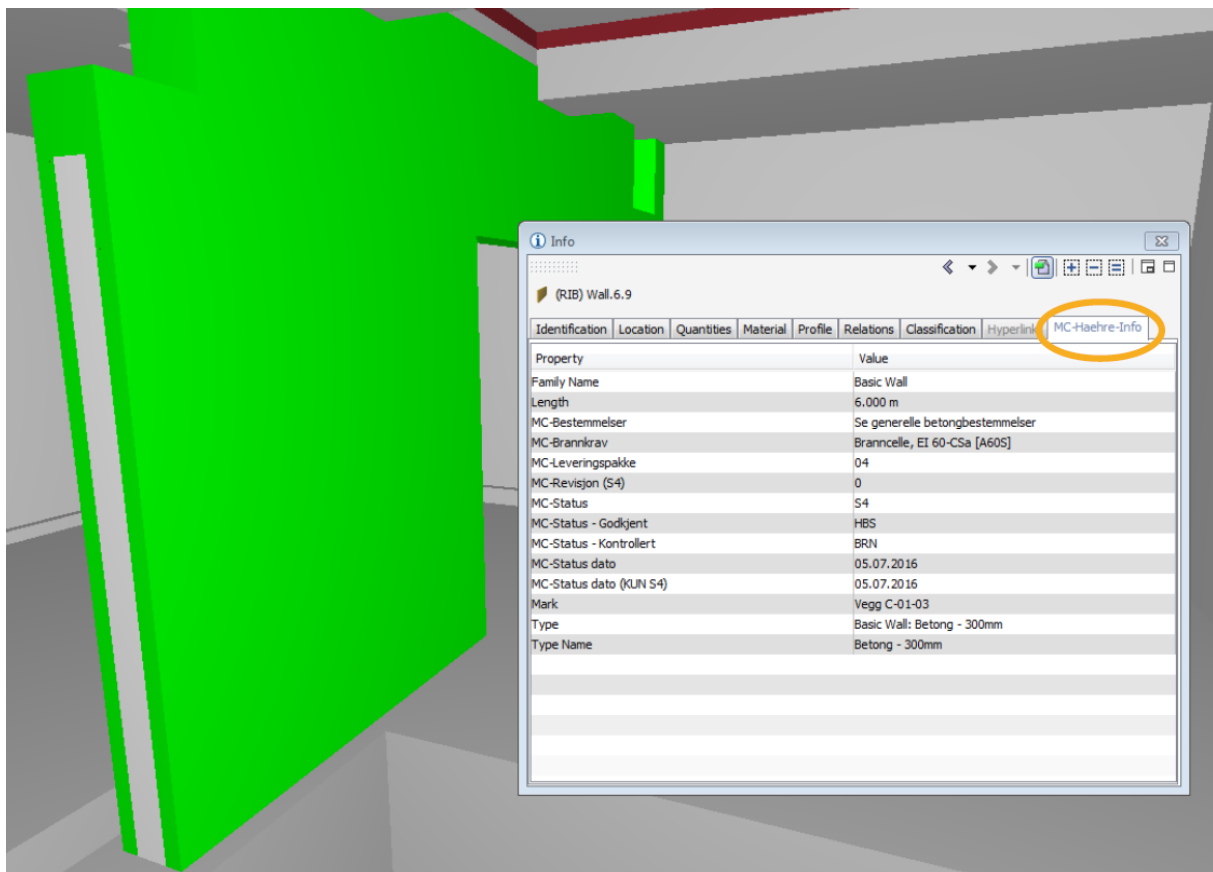 Info
(RIB) Wall.6.9
Identification Location Quantities Material Profile Relations Classification Hyperlink MC-Haehre-Info
Property Value
Family Name Basic Wall
Length 6.000 m
MC-Bestemmelser Se generelle betongbestemmelser
MC-Brannkrav Branncelle, EI 60-CSa [A60S]
MC-Leveringspakke 04
MC-Revisjon (S4) 0
MC-Status S4
MC-Status - Godkjent HBS
MC-Status - Kontrollert BRN
MC-Status dato 05.07.2016
MC-Status dato (KUN S4) 05.07.2016
Mark Vegg C-01-03
Type Basic Wall: Betong - 300mm
Type Name Betong - 300mm